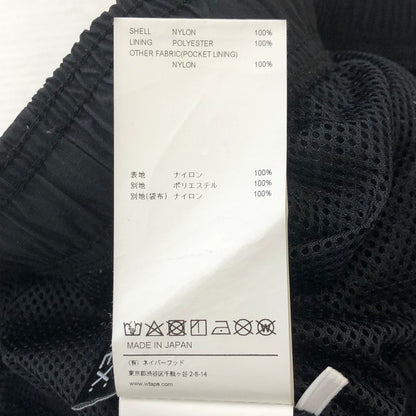 SHELL NYLON 100%
LINING POLYESTER 100%
OTHER FABRIC(POCKET LINING)
NYLON 100%
表地 ナイロン 100%
別地 ポリエステル 100%
別地(袋布) ナイロン 100%
MADE IN JAPAN
(有) ネイバーフッド
東京都渋谷区千駄ヶ谷 2-8-14
www.wtaps.com